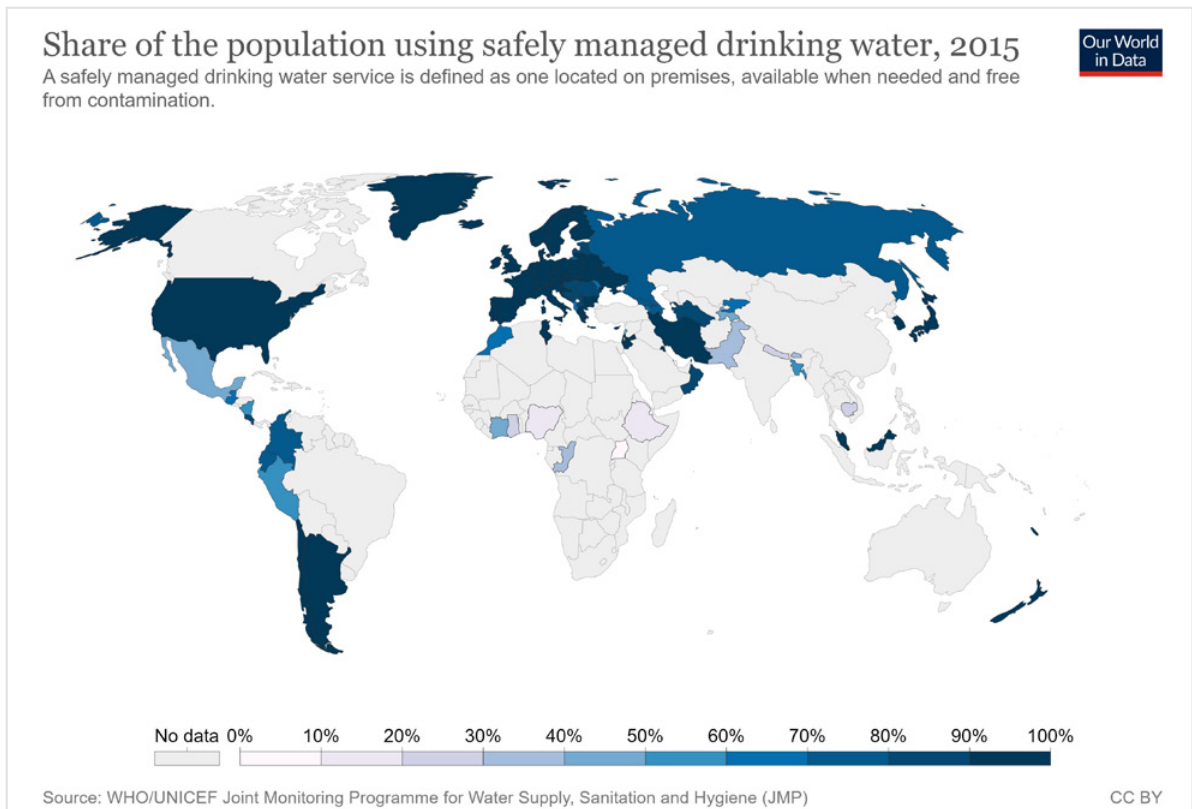 Share of the population using safely managed drinking water, 2015
A safely managed drinking water service is defined as one located on premises, available when needed and free
from contamination.
Our World
in Data
No data 0% 10% 20% 30% 40% 50% 60% 70% 80% 90% 100%
Source: WHO/UNICEF Joint Monitoring Programme for Water Supply, Sanitation and Hygiene (JMP)
CC BY